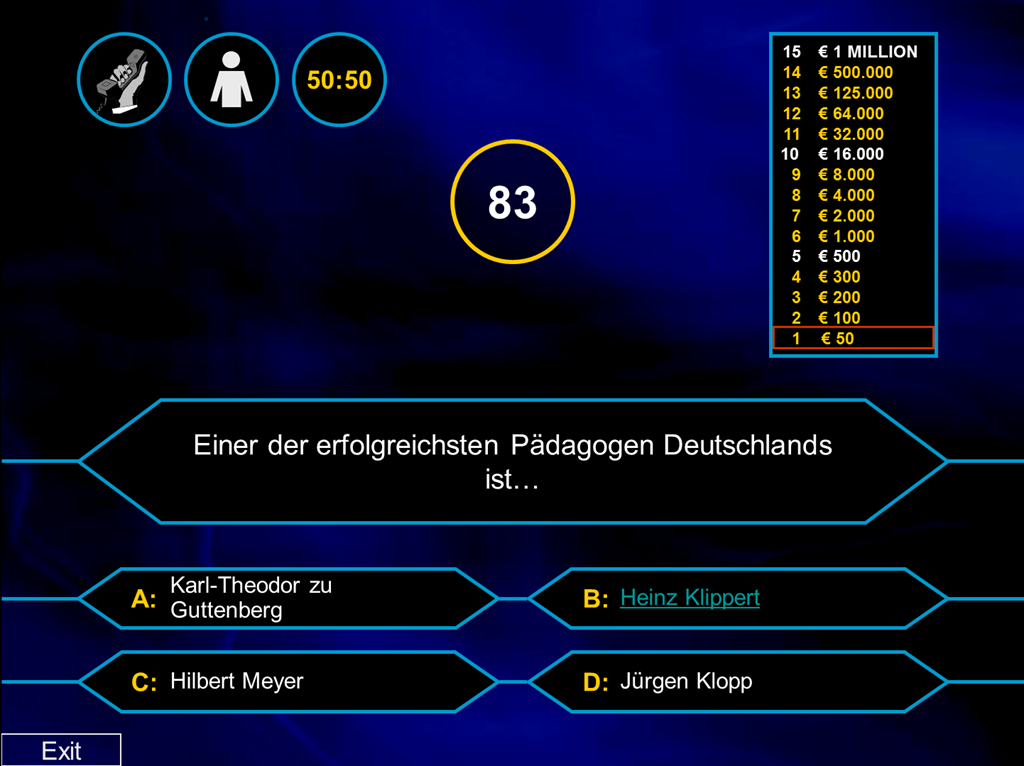 50:50
83
15 € 1 MILLION
14 € 500.000
13 € 125.000
12 € 64.000
11 € 32.000
10 € 16.000
9 € 8.000
8 € 4.000
7 € 2.000
6 € 1.000
5 € 500
4 € 300
3 € 200
2 € 100
1 € 50
Einer der erfolgreichsten Pädagogen Deutschlands
ist…
A: Karl-Theodor zu
Guttenberg
B: Heinz Klippert
C: Hilbert Meyer
D: Jürgen Klopp
Exit